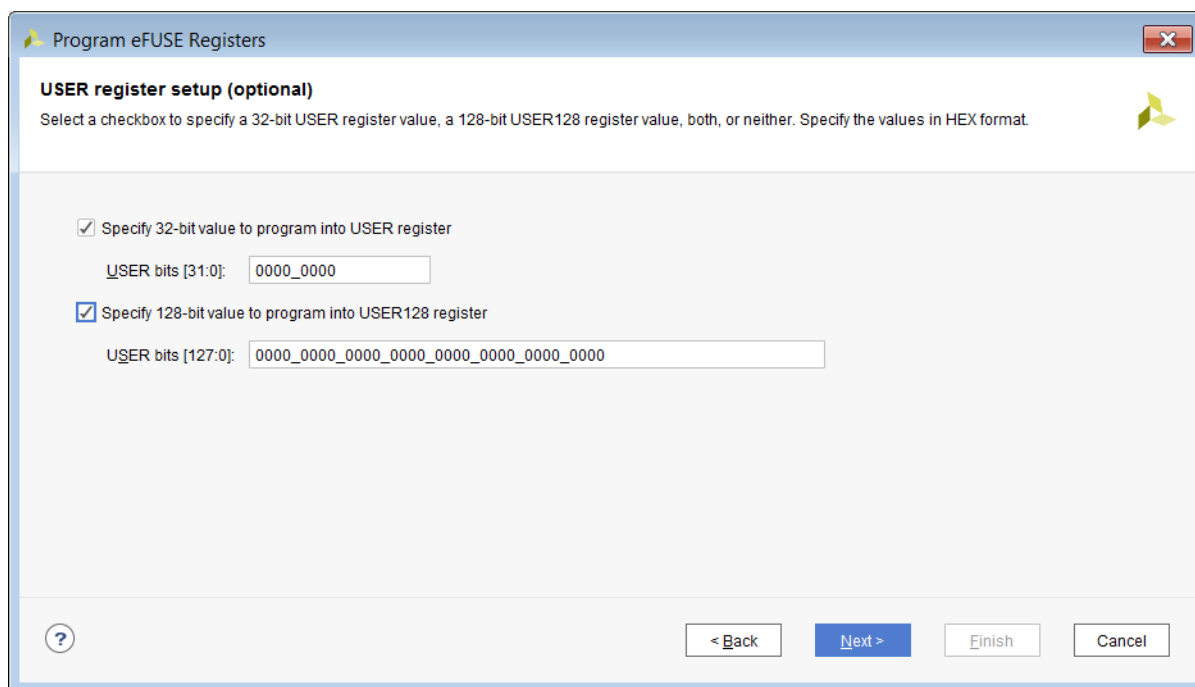 Program eFUSE Registers
USER register setup (optional)
Select a checkbox to specify a 32-bit USER register value, a 128-bit USER128 register value, both, or neither. Specify the values in HEX format.
Specify 32-bit value to program into USER register
USER bits [31:0]: 0000_0000
Specify 128-bit value to program into USER128 register
USER bits [127:0]: 0000_0000_0000_0000_0000_0000_0000_0000
? < Back Next > Finish Cancel